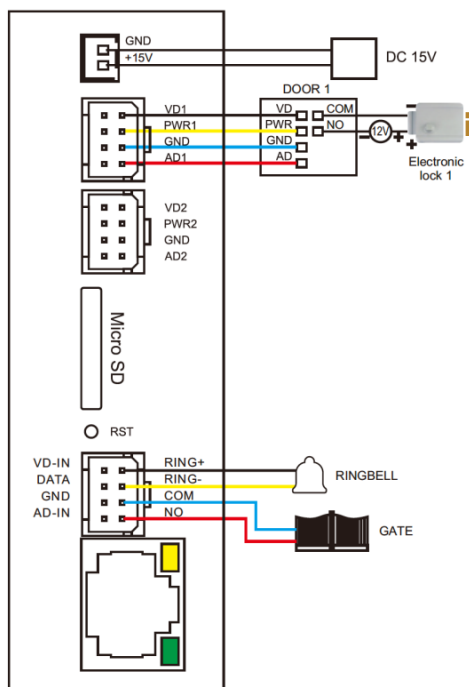 GND
+15V
DC 15V
DOOR 1
VD1
PWR1
GND
AD1
VD
PWR
GND
AD
COM
NO
12V
Electronic
lock 1
VD2
PWR2
GND
AD2
Micro SD
RST
VD-IN
DATA
GND
AD-IN
RING+
RING-
COM
NO
RINGBELL
GATE